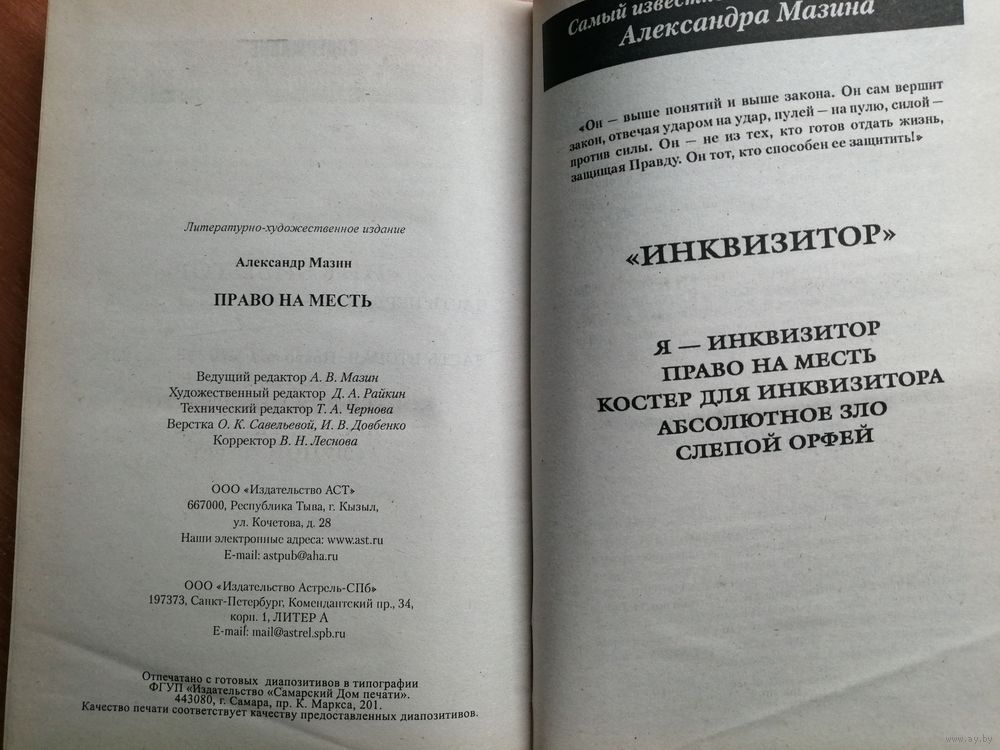 Литературно-художественное издание
Александр Мазин
ПРАВО НА МЕСТЬ
Ведущий редактор А. В. Мазин
Художественный редактор Д. А. Райкин
Технический редактор Т. А. Чернова
Верстка О. К. Савельевой, И. В. Довбенко
Корректор В. Н. Леснова
ООО «Издательство АСТ»
667000, Республика Тыва, г. Кызыл,
ул. Кочетова, д. 28
Наши электронные адреса: www.ast.ru
E-mail: astpub@aha.ru
ООО «Издательство Астрель-СПб»
197373, Санкт-Петербург, Комендантский пр., 34,
корп. 1, ЛИТЕР А
E-mail: mail@astrel.spb.ru
Отпечатано с готовых диапозитивов в типографии
ФГУП «Издательство «Самарский Дом печати».
443080, г. Самара, пр. К. Маркса, 201.
Качество печати соответствует качеству предоставленных диапозитивов.
Самый
Александра Мазина
«Он — выше понятий и выше закона. Он сам вершит
закон, отвечая ударом на удар, пулей — на пулю, силой —
против силы. Он — не из тех, кто готов отдать жизнь,
защищая Правду. Он тот, кто способен ее защитить!»
«ИНКВИЗИТОР»
Я — ИНКВИЗИТОР
ПРАВО НА МЕСТЬ
КОСТЕР ДЛЯ ИНКВИЗИТОРА
АБСОЛЮТНОЕ ЗЛО
СЛЕПОЙ ОРФЕЙ
www.ay.by